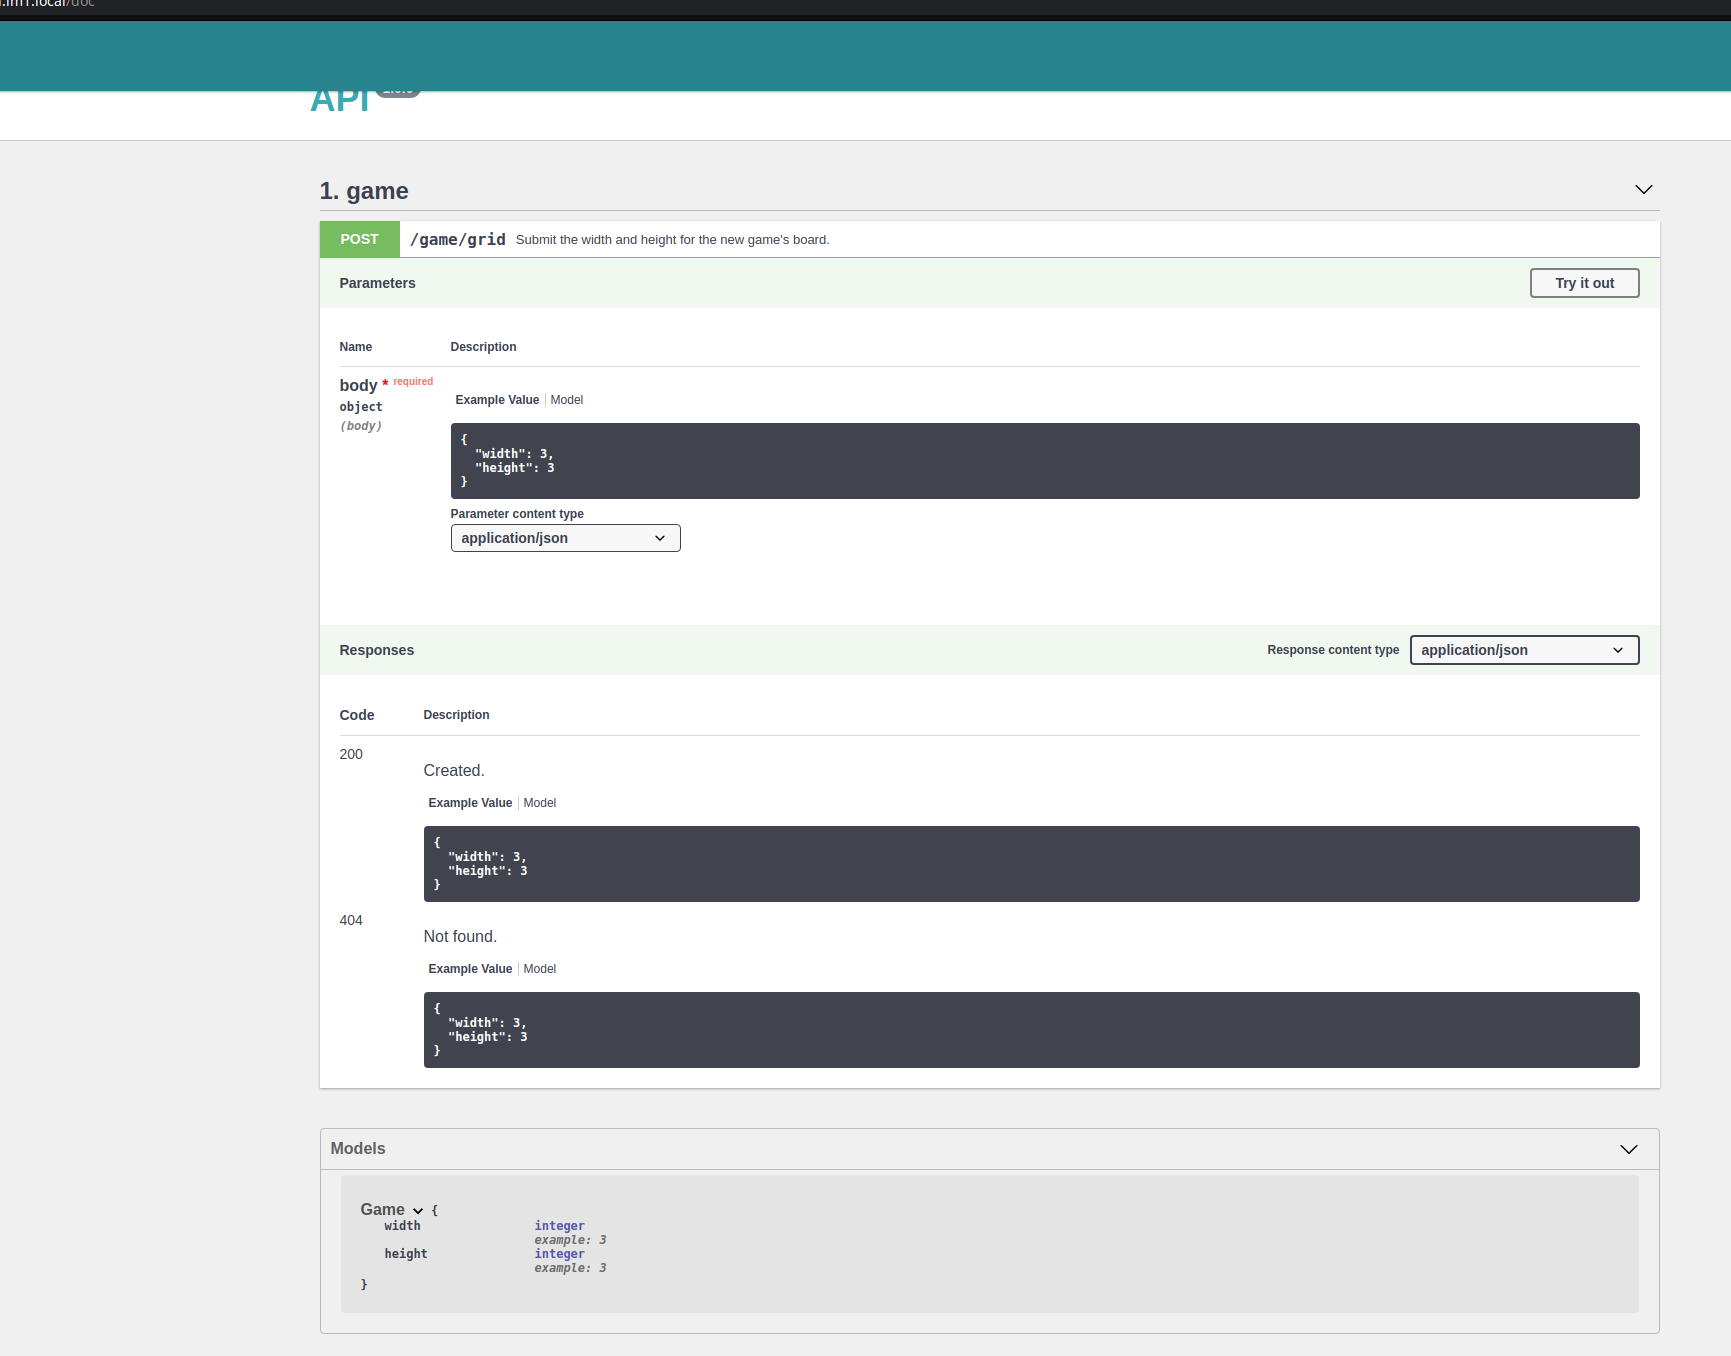 /doc
API
1. game
POST /game/grid Submit the width and height for the new game's board.
Parameters Try it out
Name Description
body * required
object
(body)
Example Value Model
{
"width": 3,
"height": 3
}
Parameter content type
application/json
Responses Response content type application/json
Code Description
200
Created.
Example Value Model
{
"width": 3,
"height": 3
}
404
Not found.
Example Value Model
{
"width": 3,
"height": 3
}
Models
Game {
width integer
example: 3
height integer
example: 3
}